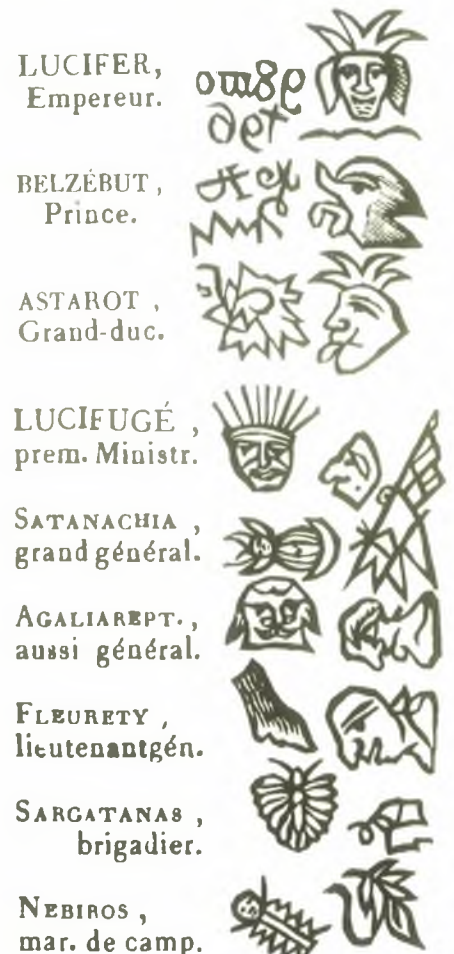 LUCIFER,
Empereur.
BELZÉBUT,
Prince.
ASTAROT,
Grand-duc.
LUCIFUGÉ,
prem. Ministr.
SATANACHIA,
grand général.
AGALIAREPT.,
aussi général.
FLEURETY,
lieutenantgén.
SARGATANAS,
brigadier.
NEBIROS,
mar. de camp.